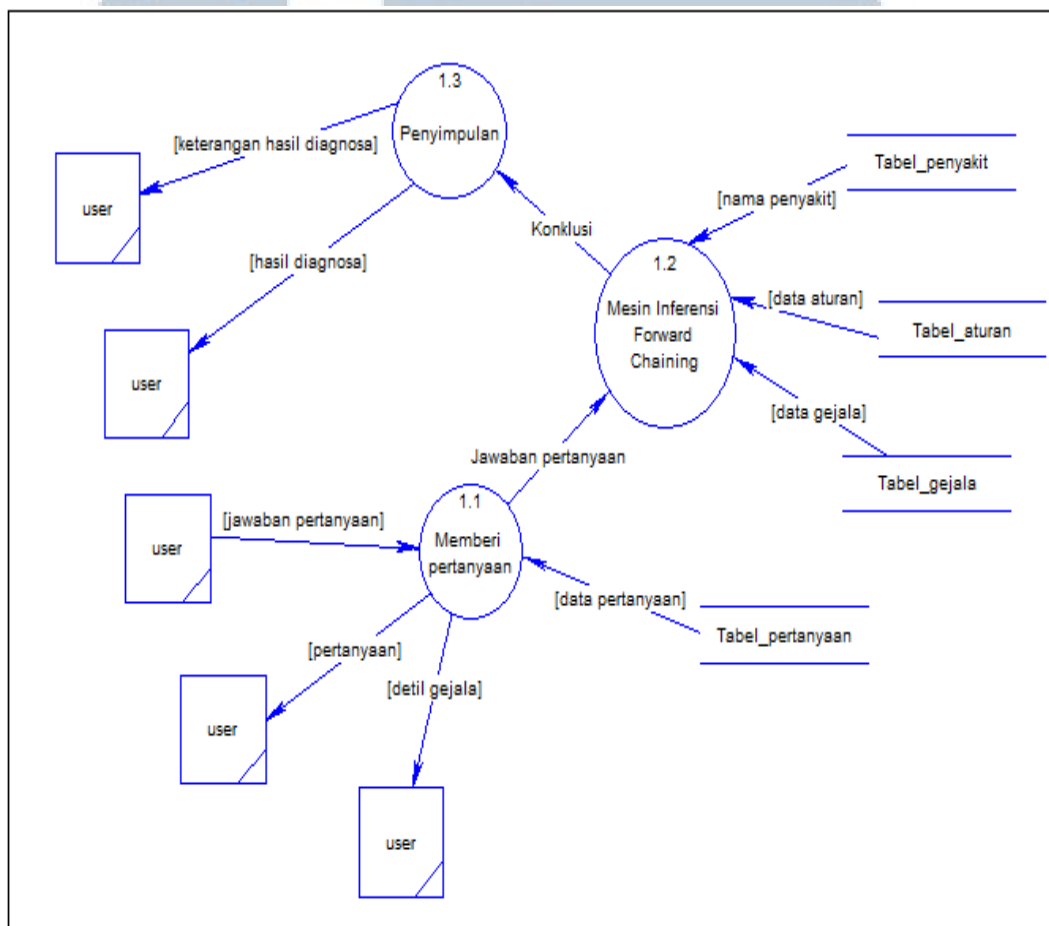 1.3
Penyimpulan
[keterangan hasil diagnosa]
user
Tabel_penyakit
[nama penyakit]
Konklusi
[hasil diagnosa]
1.2
Mesin Inferensi
Forward
Chaining
[data aturan]
Tabel_aturan
user
[data gejala]
Jawaban pertanyaan
Tabel_gejala
1.1
Memberi
pertanyaan
[jawaban pertanyaan]
user
[data pertanyaan]
Tabel_pertanyaan
[pertanyaan]
[detil gejala]
user
user